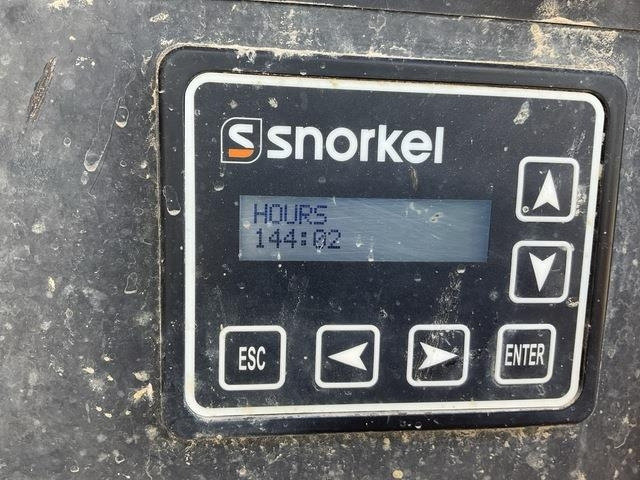 S snorkel
HOURS
144:02
ESC
ENTER